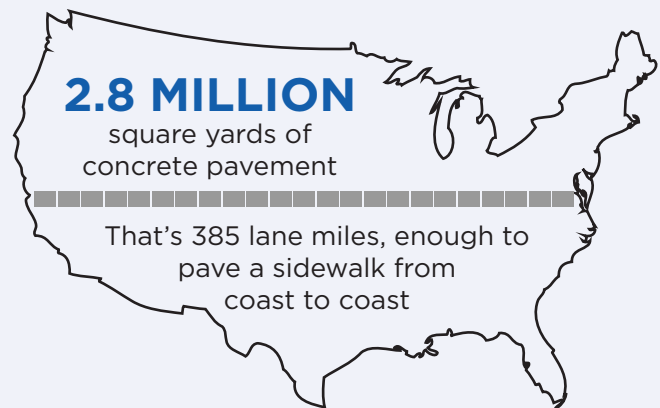 2.8 MILLION
square yards of
concrete pavement
That's 385 lane miles, enough to
pave a sidewalk from
coast to coast